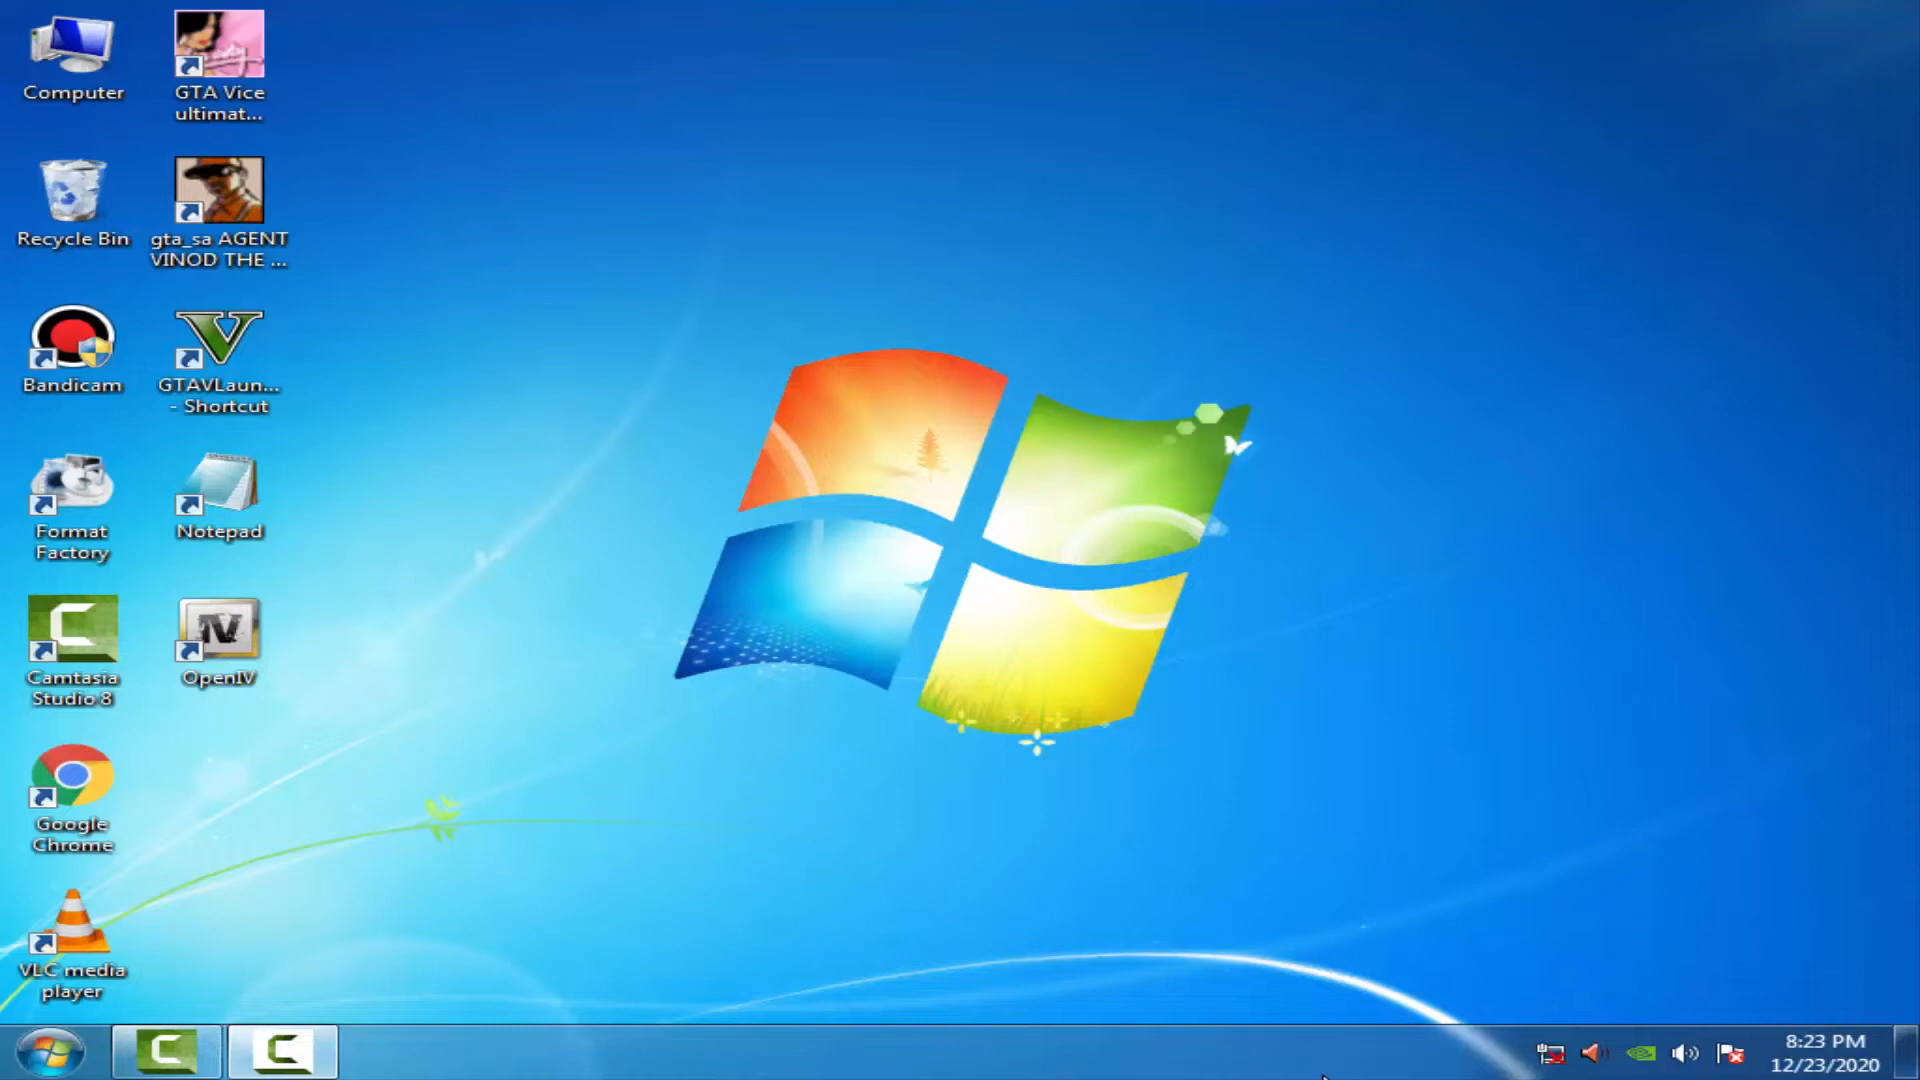 Computer
GTA Vice
ultimat...
Recycle Bin
gta_sa AGENT
VINOD THE ...
Bandicam
GTAVLaun...
- Shortcut
Format
Factory
Notepad
Camtasia
Studio 8
OpenIV
Google
Chrome
VLC media
player
8:23 PM
12/23/2020